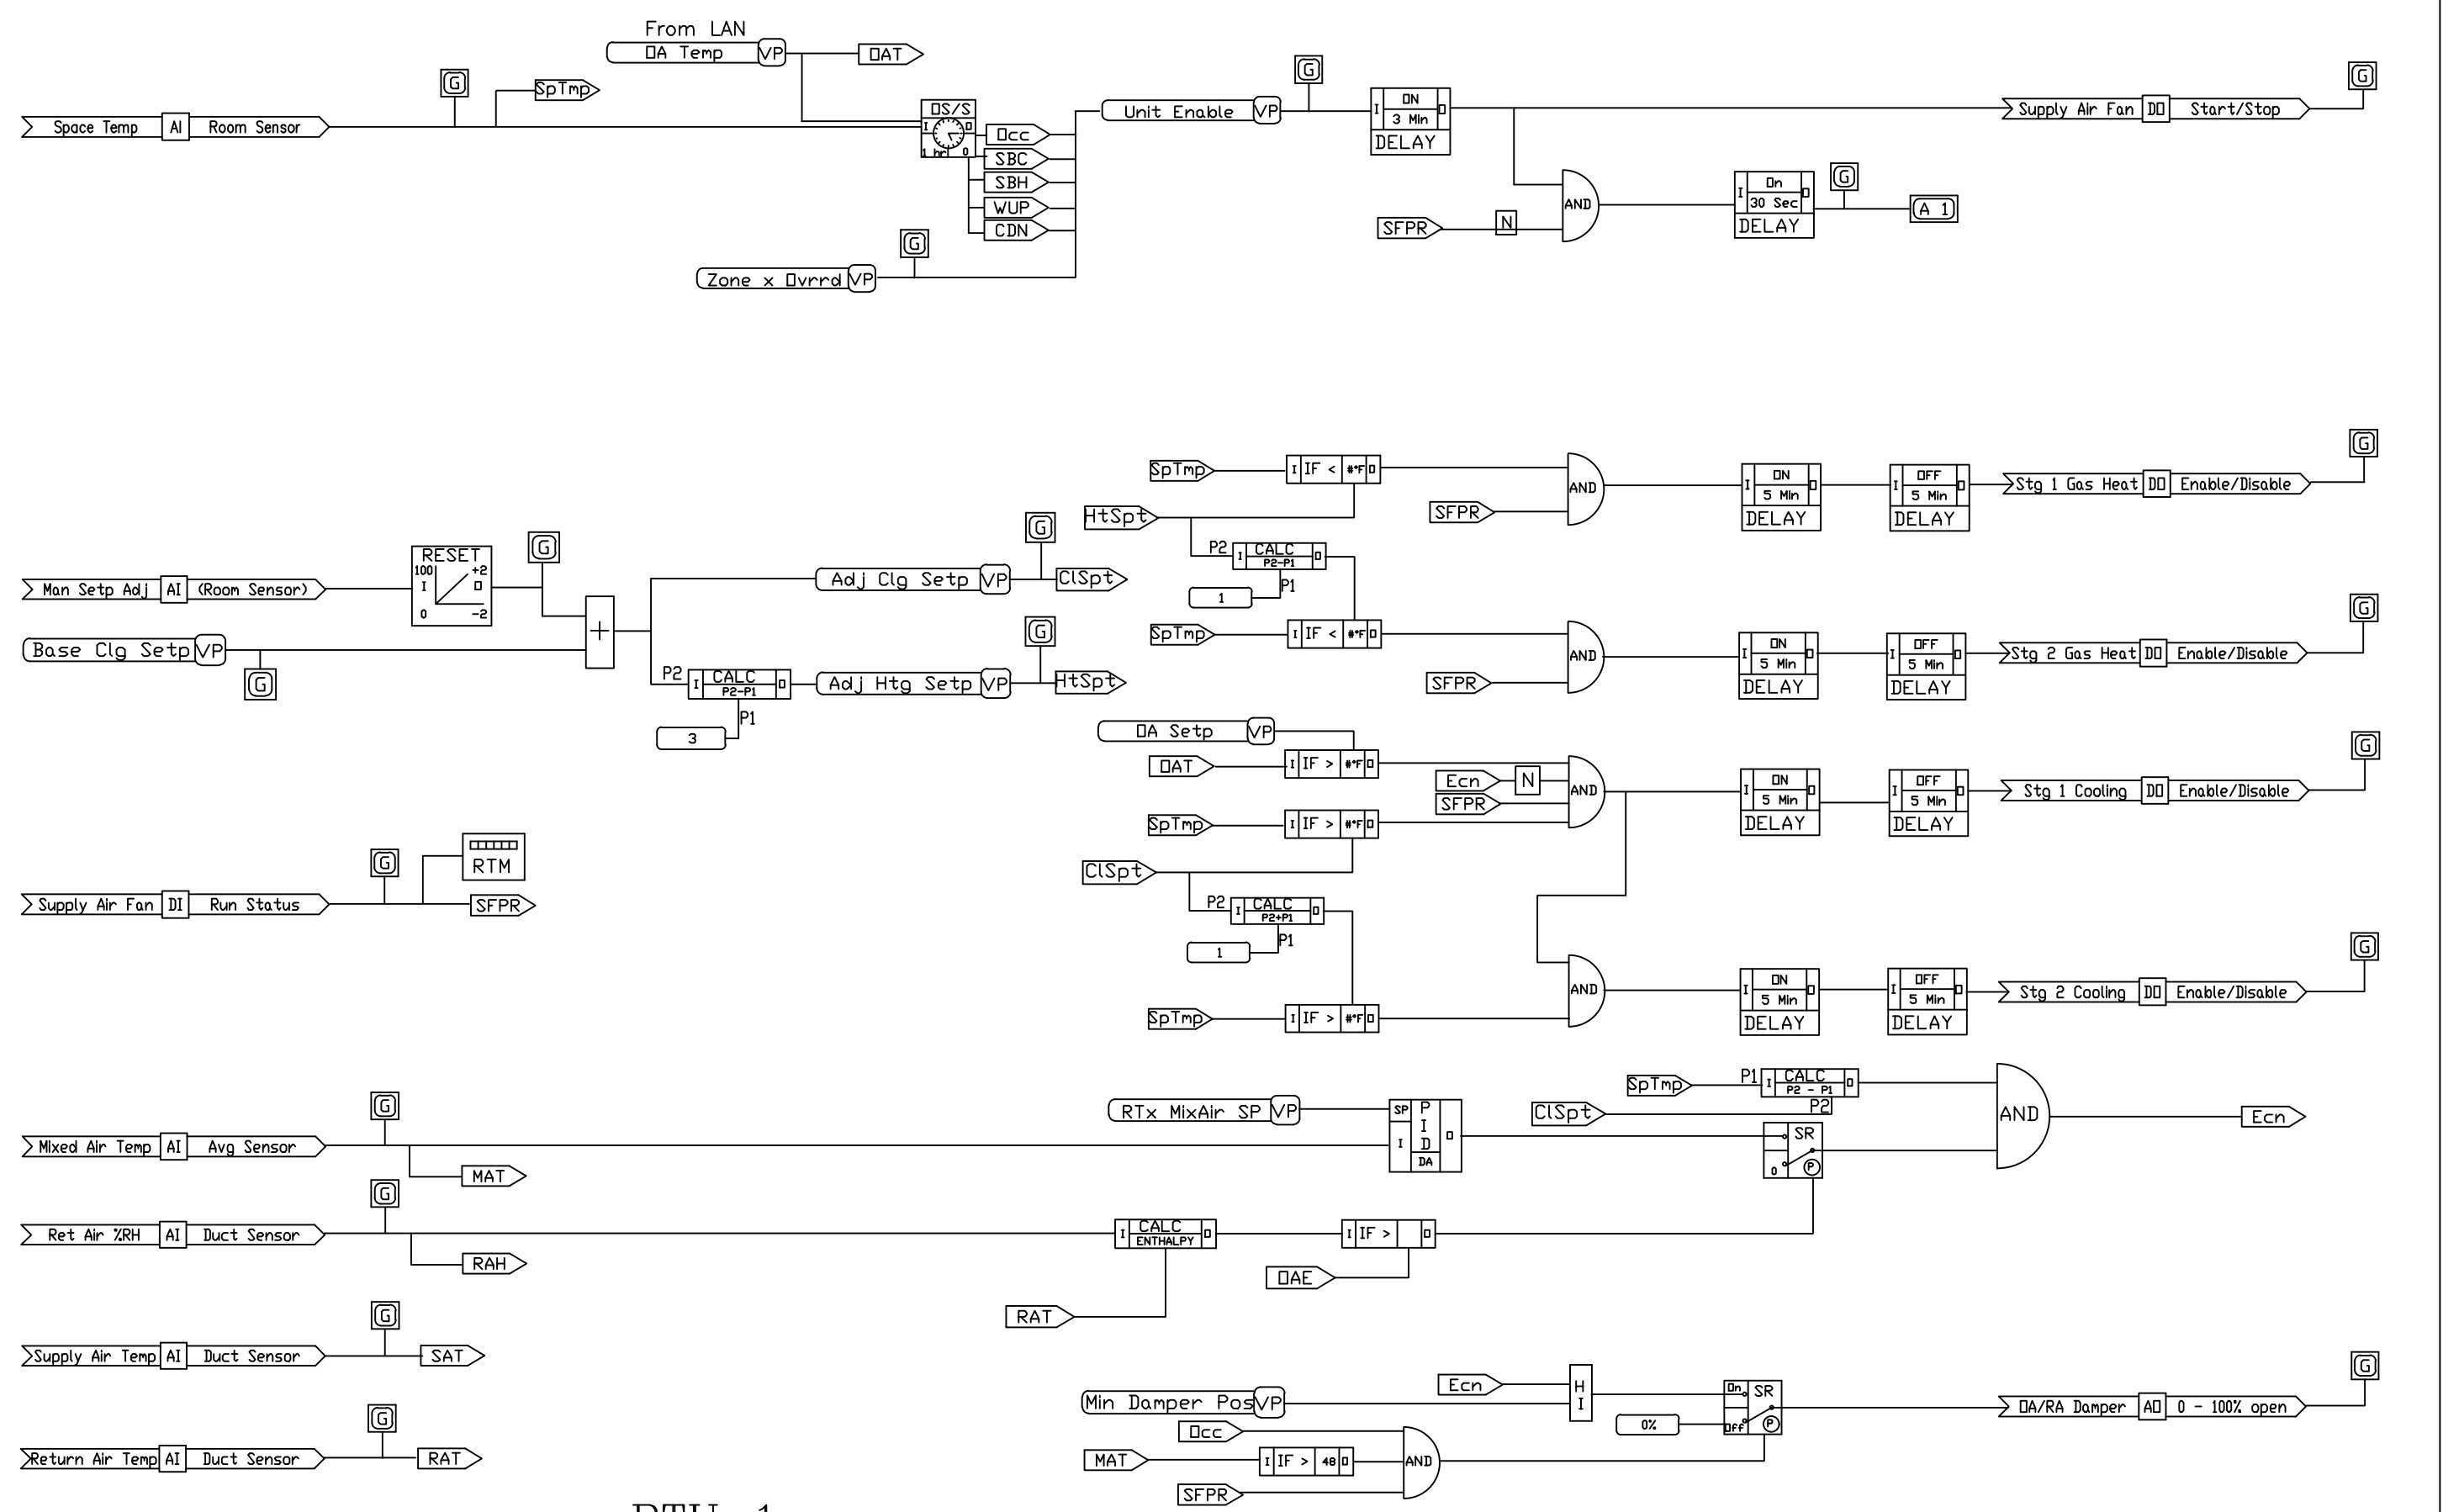 From LAN
OA Temp VP
OAT
G
SpTmp
Space Temp AI Room Sensor
OS/S
I O
1 hr 0
Occ
SBC
SBH
WUP
CDN
G
Zone x Ovrrd VP
Unit Enable VP
G
ON
I O
3 Min
DELAY
Supply Air Fan DO Start/Stop
G
SFPR
N
AND
On
I O
30 Sec
DELAY
G
A 1
SpTmp
I IF < #°F O
HtSpt
SFPR
AND
ON
I O
5 Min
DELAY
OFF
I O
5 Min
DELAY
Stg 1 Gas Heat DO Enable/Disable
G
P2
I CALC O
P2-P1
P1
1
SpTmp
I IF < #°F O
SFPR
AND
ON
I O
5 Min
DELAY
OFF
I O
5 Min
DELAY
Stg 2 Gas Heat DO Enable/Disable
G
Man Setp Adj AI (Room Sensor)
RESET
100 +2
I O
0 -2
G
Base Clg Setp VP
G
+
Adj Clg Setp VP
G
ClSpt
P2
I CALC O
P2-P1
P1
3
Adj Htg Setp VP
G
HtSpt
OA Setp VP
OAT
I IF > #°F O
Ecn
N
SFPR
AND
SpTmp
I IF > #°F O
ON
I O
5 Min
DELAY
OFF
I O
5 Min
DELAY
Stg 1 Cooling DO Enable/Disable
G
ClSpt
P2
I CALC O
P2+P1
P1
1
SpTmp
I IF > #°F O
AND
ON
I O
5 Min
DELAY
OFF
I O
5 Min
DELAY
Stg 2 Cooling DO Enable/Disable
G
Supply Air Fan DI Run Status
G
RTM
SFPR
Mixed Air Temp AI Avg Sensor
G
MAT
RTx MixAir SP VP
SP
I
P
I
D
DA
O
SpTmp
P1
I CALC O
P2 - P1
ClSpt
P2
SR
0
P
AND
Ecn
Ret Air %RH AI Duct Sensor
G
RAH
I CALC O
ENTHALPY
RAT
I IF > O
OAE
Supply Air Temp AI Duct Sensor
G
SAT
Return Air Temp AI Duct Sensor
G
RAT
Ecn
Min Damper Pos VP
H
I
0%
On SR
Off P
OA/RA Damper AO 0 - 100% open
G
Occ
MAT
I IF > 48 O
SFPR
AND
RTU-1